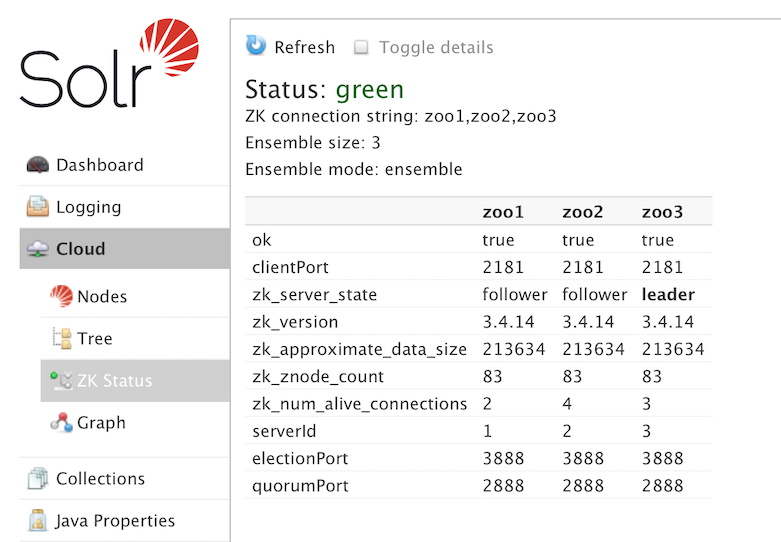 Solr
Dashboard
Logging
Cloud
Nodes
Tree
ZK Status
Graph
Collections
Java Properties
Refresh Toggle details
Status: green
ZK connection string: zoo1,zoo2,zoo3
Ensemble size: 3
Ensemble mode: ensemble
zoo1 zoo2 zoo3
ok true true true
clientPort 2181 2181 2181
zk_server_state follower follower leader
zk_version 3.4.14 3.4.14 3.4.14
zk_approximate_data_size 213634 213634 213634
zk_znode_count 83 83 83
zk_num_alive_connections 2 4 3
serverId 1 2 3
electionPort 3888 3888 3888
quorumPort 2888 2888 2888